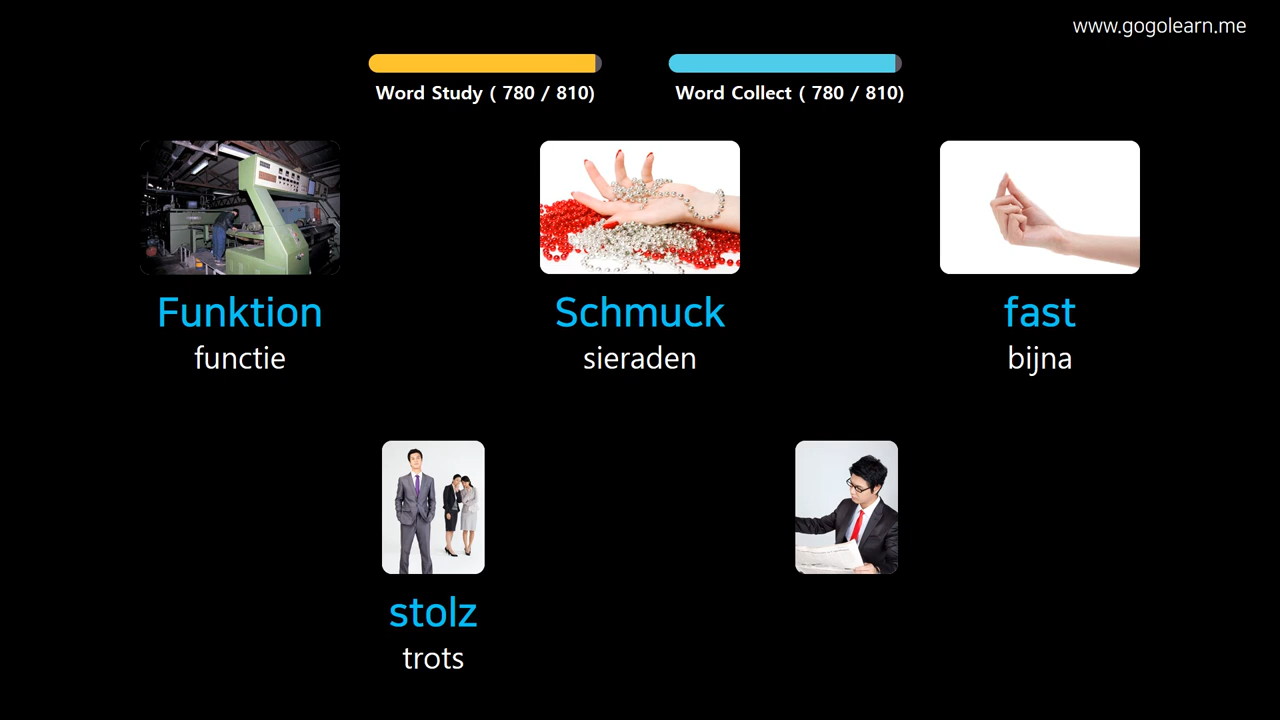 www.gogolearn.me
Word Study ( 780 / 810)
Word Collect ( 780 / 810)
Funktion
functie
Schmuck
sieraden
fast
bijna
stolz
trots